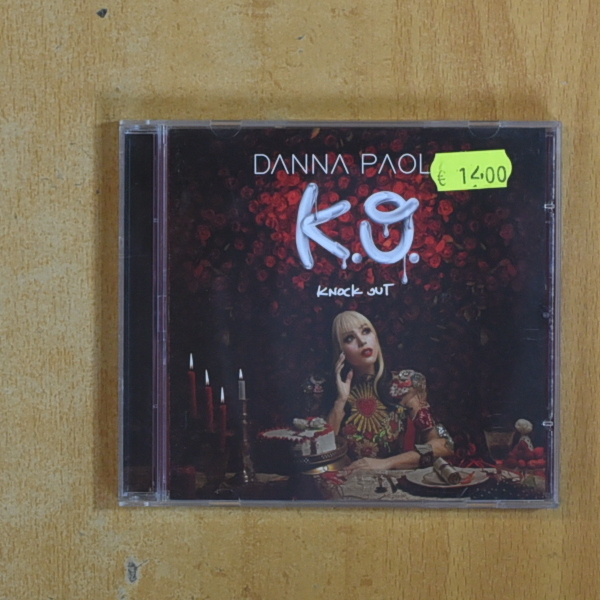 DANNA PAOL
€ 14,00
K.O.
KNOCK OUT